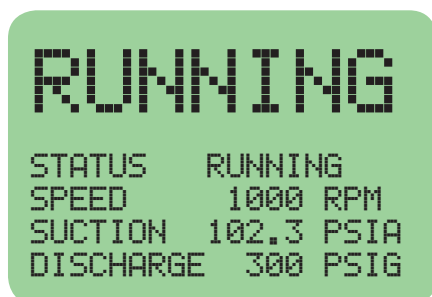 RUNNING
STATUS RUNNING
SPEED 1000 RPM
SUCTION 102.3 PSIA
DISCHARGE 300 PSIG